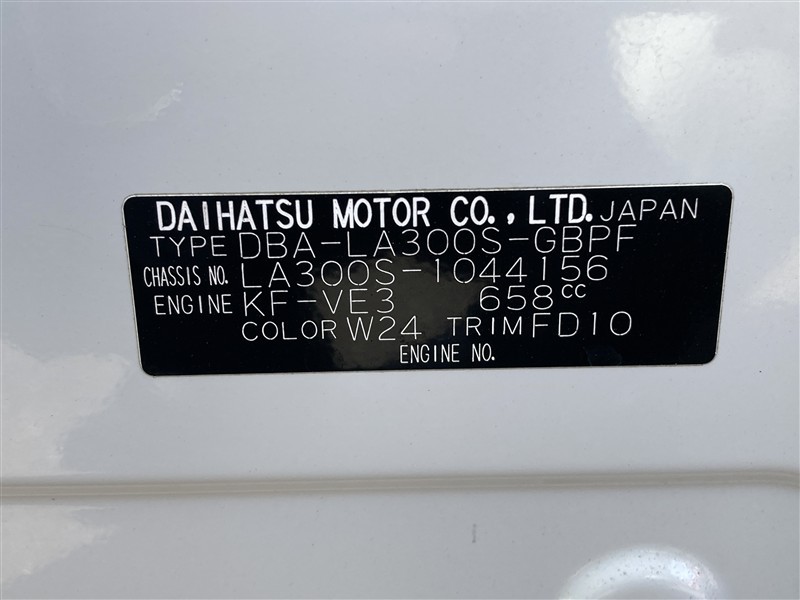 DAIHATSU MOTOR CO., LTD. JAPAN
TYPE DBA-LA300S-GBPF
CHASSIS NO. LA300S-1044156
ENGINE KF-VE3 658cc
COLOR W24 TRIM FD10
ENGINE NO.